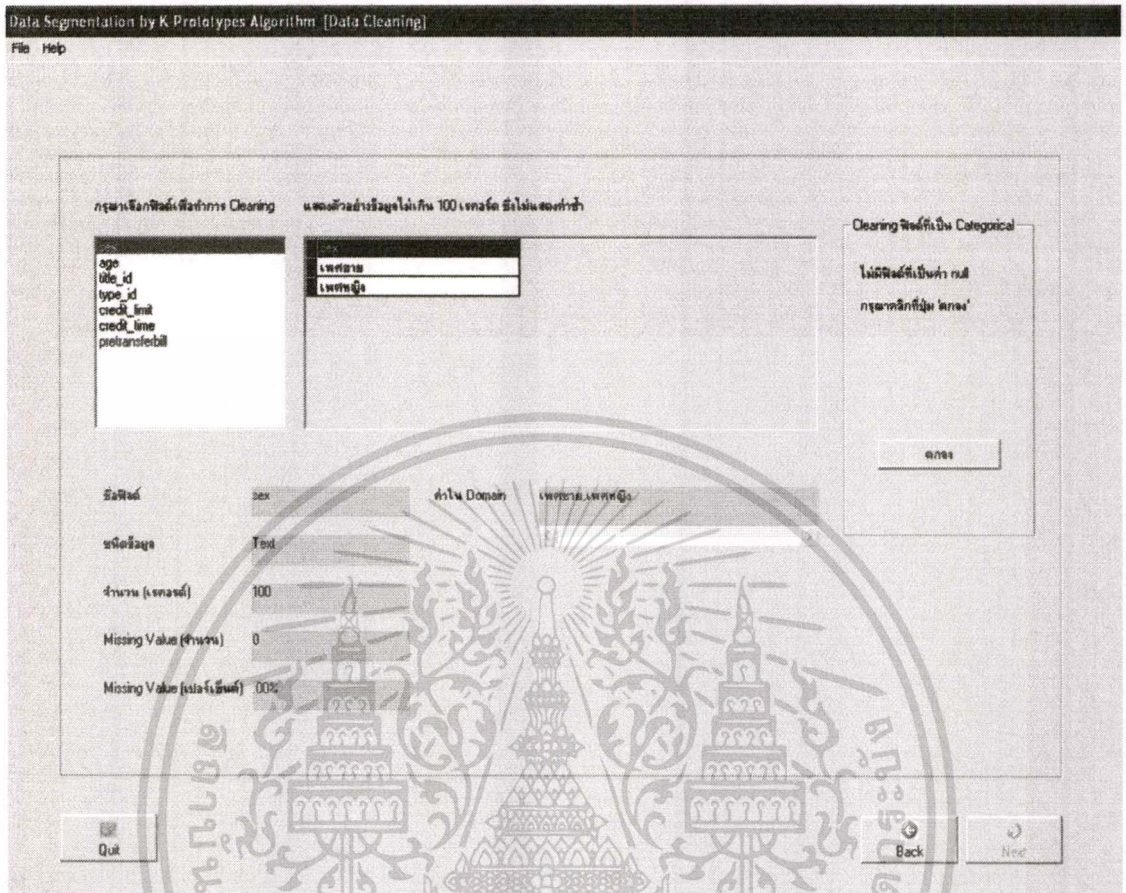 Data Segmentation by K-Prototypes Algorithm [Data Cleaning]
File Help
กรุณาเลือกฟิลด์เพื่อทำการ Cleaning
แสดงตัวอย่างข้อมูลไม่เกิน 100 เรคอร์ด ซึ่งไม่แสดงค่าซ้ำ
sex
age
title_id
type_id
credit_limit
credit_time
pretransferbill
sex
เพศชาย
เพศหญิง
Cleaning ฟิลด์ที่เป็น Categorical
ไม่มีฟิลด์ที่เป็นค่า null
กรุณาคลิกที่ปุ่ม 'ตกลง'
ตกลง
ชื่อฟิลด์ sex
ค่าใน Domain เพศชาย,เพศหญิง
ชนิดข้อมูล Text
จำนวน (เรคอร์ด) 100
Missing Value (จำนวน) 0
Missing Value (เปอร์เซ็นต์) .00%
Quit
Back
Next